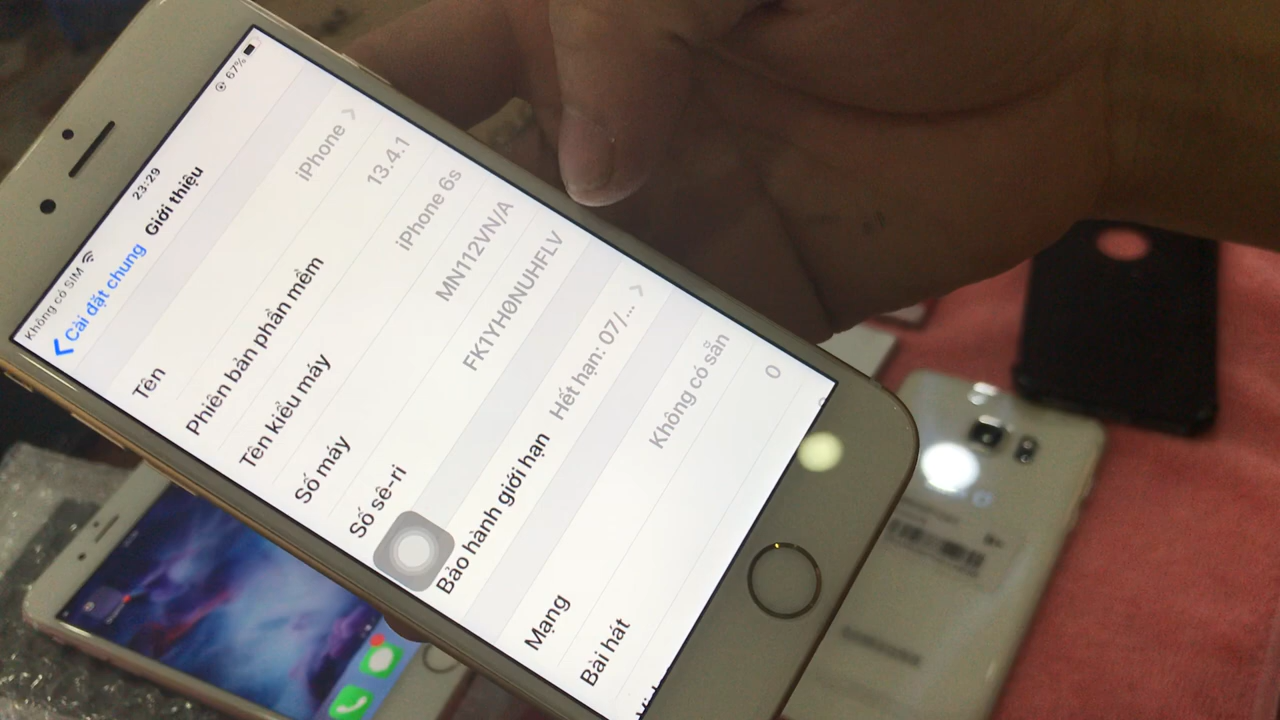 Không có SIM 23:29 67%
Cài đặt chung Giới thiệu
Tên iPhone
Phiên bản phần mềm 13.4.1
Tên kiểu máy iPhone 6s
Số máy MN112VN/A
Số sê-ri FK1YH0NUHFLV
Bảo hành giới hạn Hết hạn: 07/...
Mạng Không có sẵn
Bài hát 0
SAMSUNG